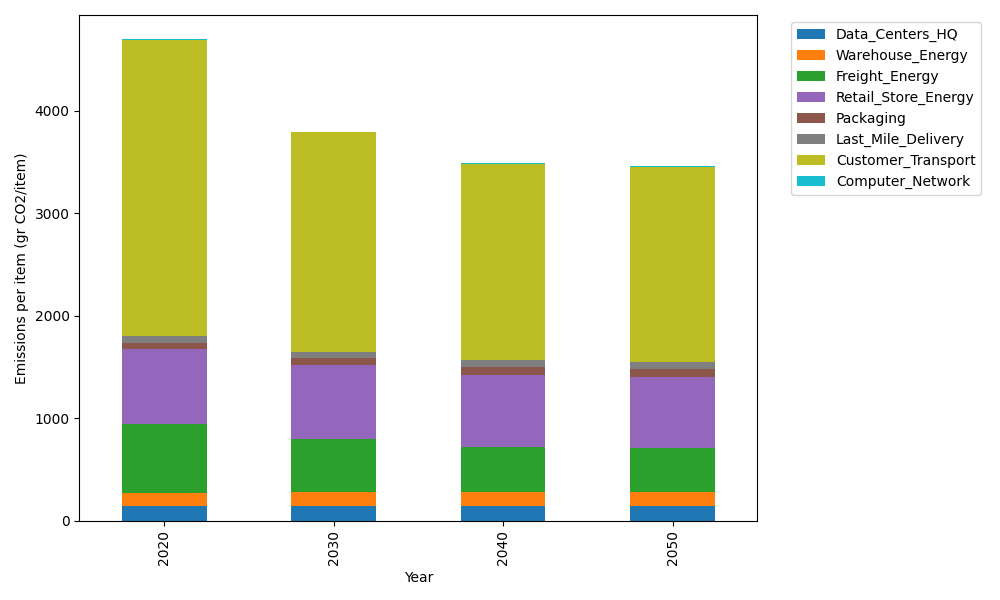 Data_Centers_HQ
Warehouse_Energy
Freight_Energy
Retail_Store_Energy
Packaging
Last_Mile_Delivery
Customer_Transport
Computer_Network
Emissions per item (gr CO2/item)
4000
3000
2000
1000
0
2020
2030
2040
2050
Year